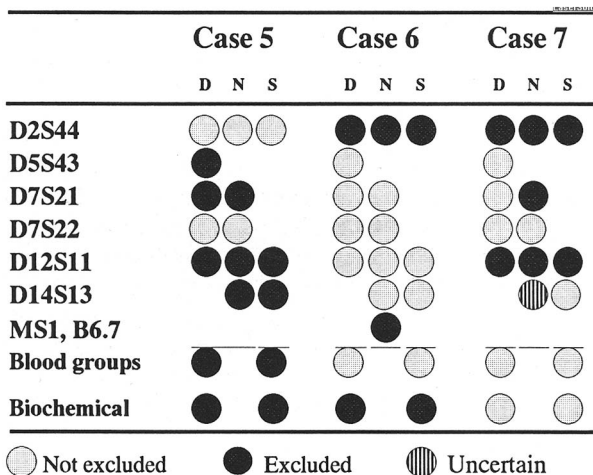 Case 5 Case 6 Case 7
D N S D N S D N S
D2S44
D5S43
D7S21
D7S22
D12S11
D14S13
MS1, B6.7
Blood groups
Biochemical
Not excluded Excluded Uncertain